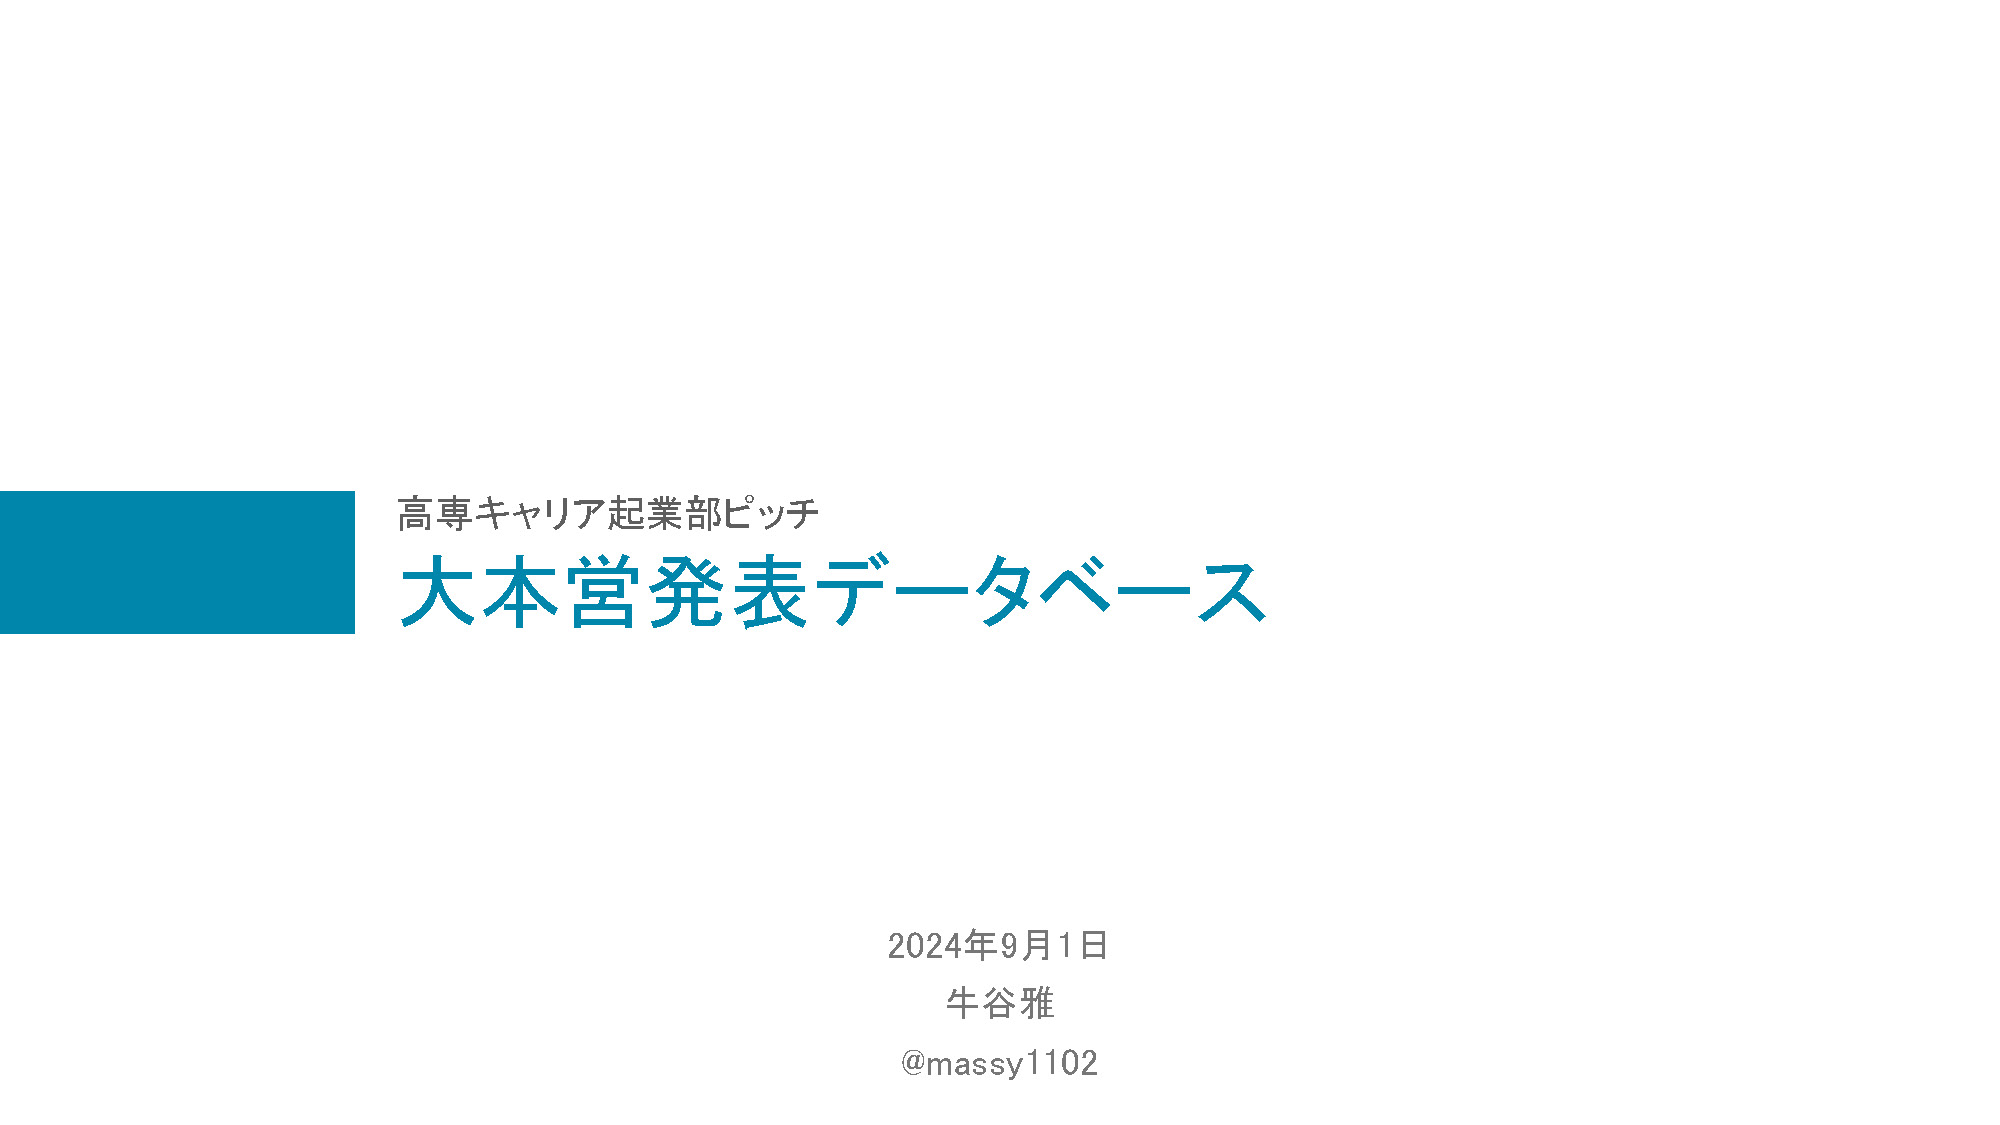 高専キャリア起業部ピッチ
大本営発表データベース
2024年9月1日
牛谷雅
@massy1102